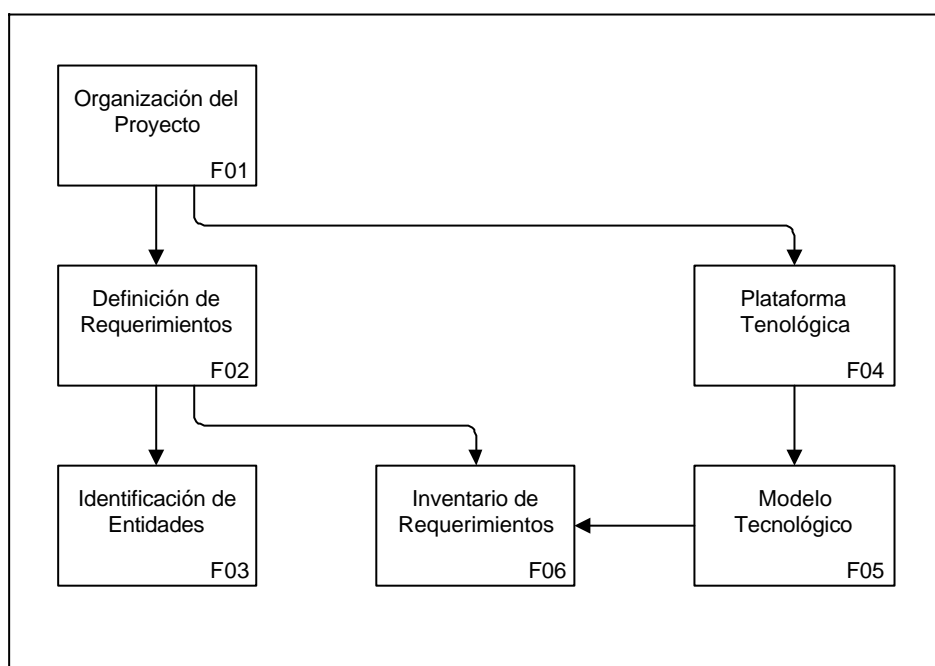 Organización del
Proyecto
F01
Definición de
Requerimientos
F02
Plataforma
Tenológica
F04
Identificación de
Entidades
F03
Inventario de
Requerimientos
F06
Modelo
Tecnológico
F05